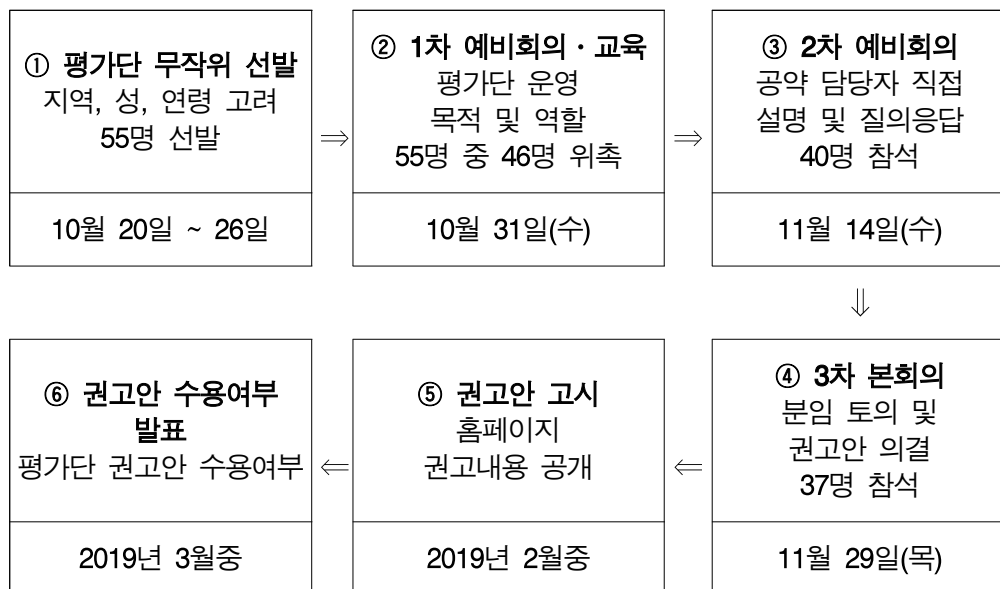 ① 평가단 무작위 선발
지역, 성, 연령 고려
55명 선발
10월 20일 ~ 26일
⇒
② 1차 예비회의·교육
평가단 운영
목적 및 역할
55명 중 46명 위촉
10월 31일(수)
⇒
③ 2차 예비회의
공약 담당자 직접
설명 및 질의응답
40명 참석
11월 14일(수)
⇓
④ 3차 본회의
분임 토의 및
권고안 의결
37명 참석
11월 29일(목)
⇐
⑤ 권고안 고시
홈페이지
권고내용 공개
2019년 2월중
⇐
⑥ 권고안 수용여부
발표
평가단 권고안 수용여부
2019년 3월중